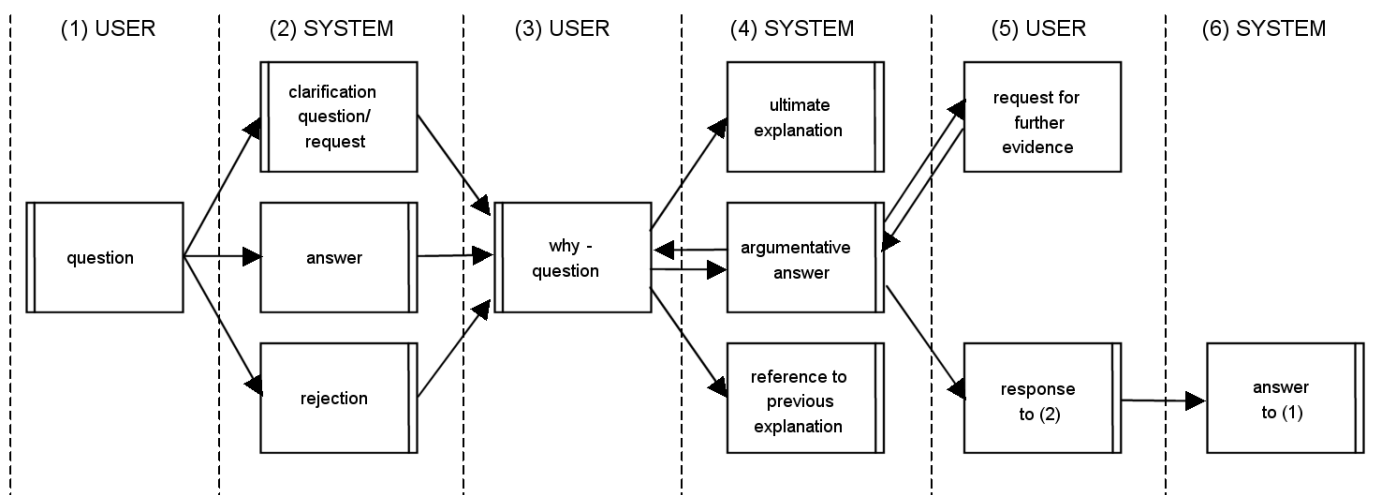 (1) USER
(2) SYSTEM
(3) USER
(4) SYSTEM
(5) USER
(6) SYSTEM
question
clarification
question/
request
answer
rejection
why -
question
ultimate
explanation
argumentative
answer
reference to
previous
explanation
request for
further
evidence
response
to (2)
answer
to (1)